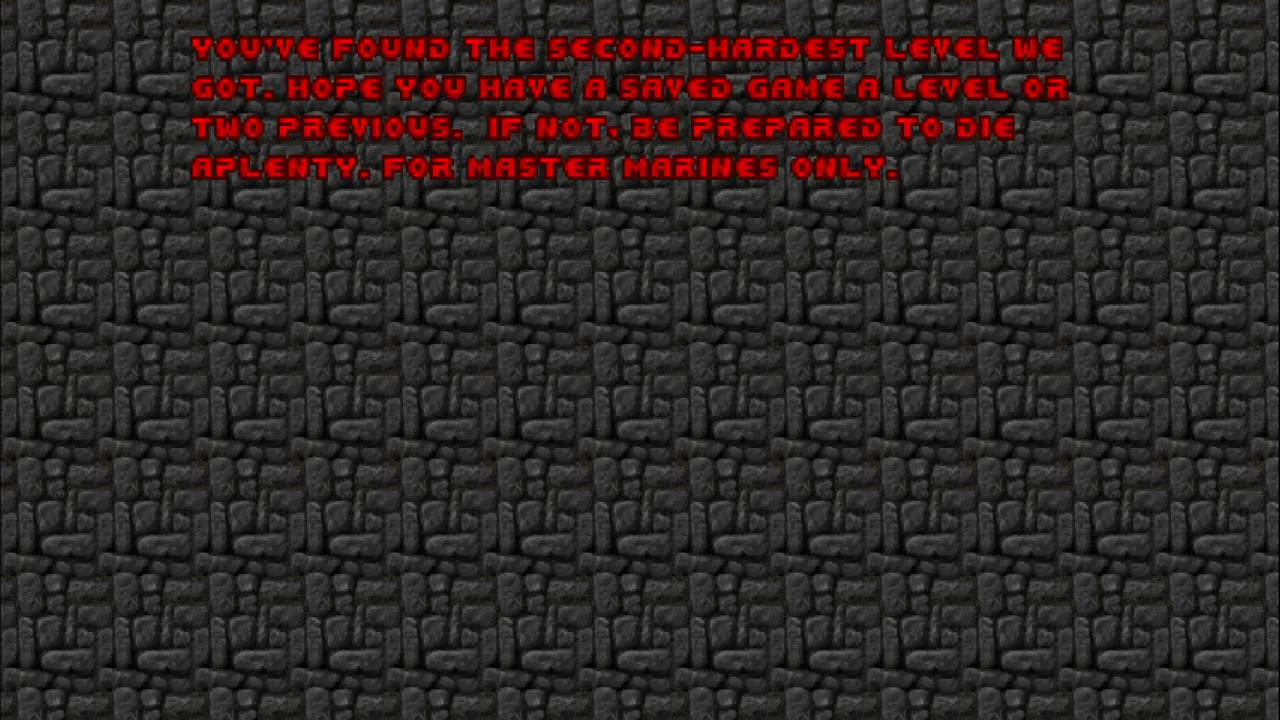 YOU'VE FOUND THE SECOND-HARDEST LEVEL WE
GOT. HOPE YOU HAVE A SAVED GAME A LEVEL OR
TWO PREVIOUS.  IF NOT, BE PREPARED TO DIE
APLENTY. FOR MASTER MARINES ONLY.